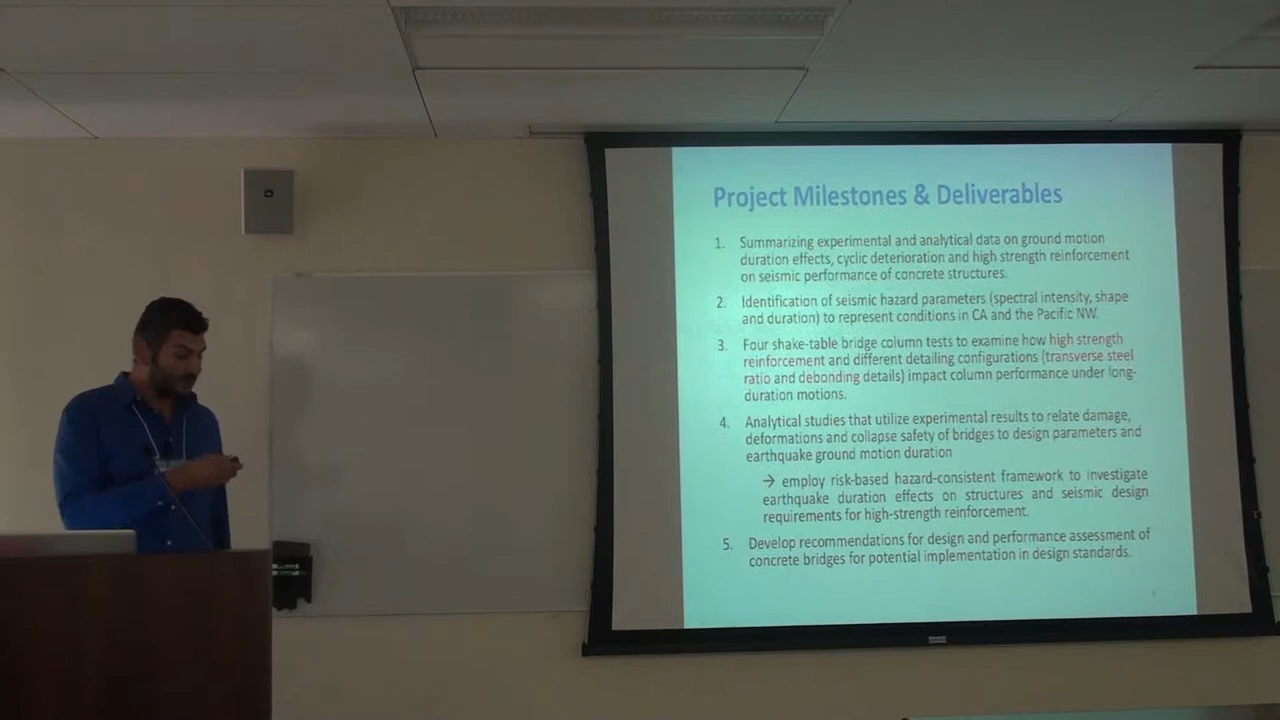 Project Milestones & Deliverables
1. Summarizing experimental and analytical data on ground motion
duration effects, cyclic deterioration and high strength reinforcement
on seismic performance of concrete structures.
2. Identification of seismic hazard parameters (spectral intensity, shape
and duration) to represent conditions in CA and the Pacific NW.
3. Four shake-table bridge column tests to examine how high strength
reinforcement and different detailing configurations (transverse steel
ratio and debonding details) impact column performance under long-
duration motions.
4. Analytical studies that utilize experimental results to relate damage,
deformations and collapse safety of bridges to design parameters and
earthquake ground motion duration
→ employ risk-based hazard-consistent framework to investigate
earthquake duration effects on structures and seismic design
requirements for high-strength reinforcement.
5. Develop recommendations for design and performance assessment of
concrete bridges for potential implementation in design standards.